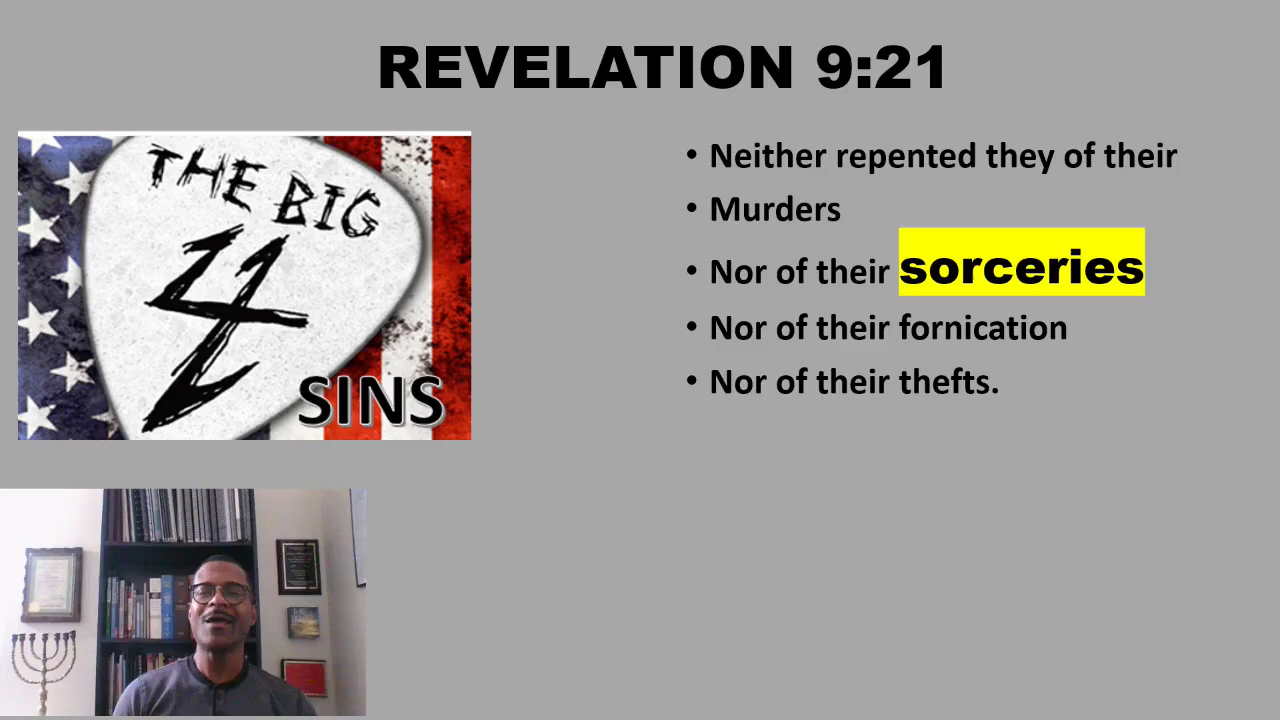 REVELATION 9:21
THE BIG
4
SINS
• Neither repented they of their
• Murders
• Nor of their sorceries
• Nor of their fornication
• Nor of their thefts.